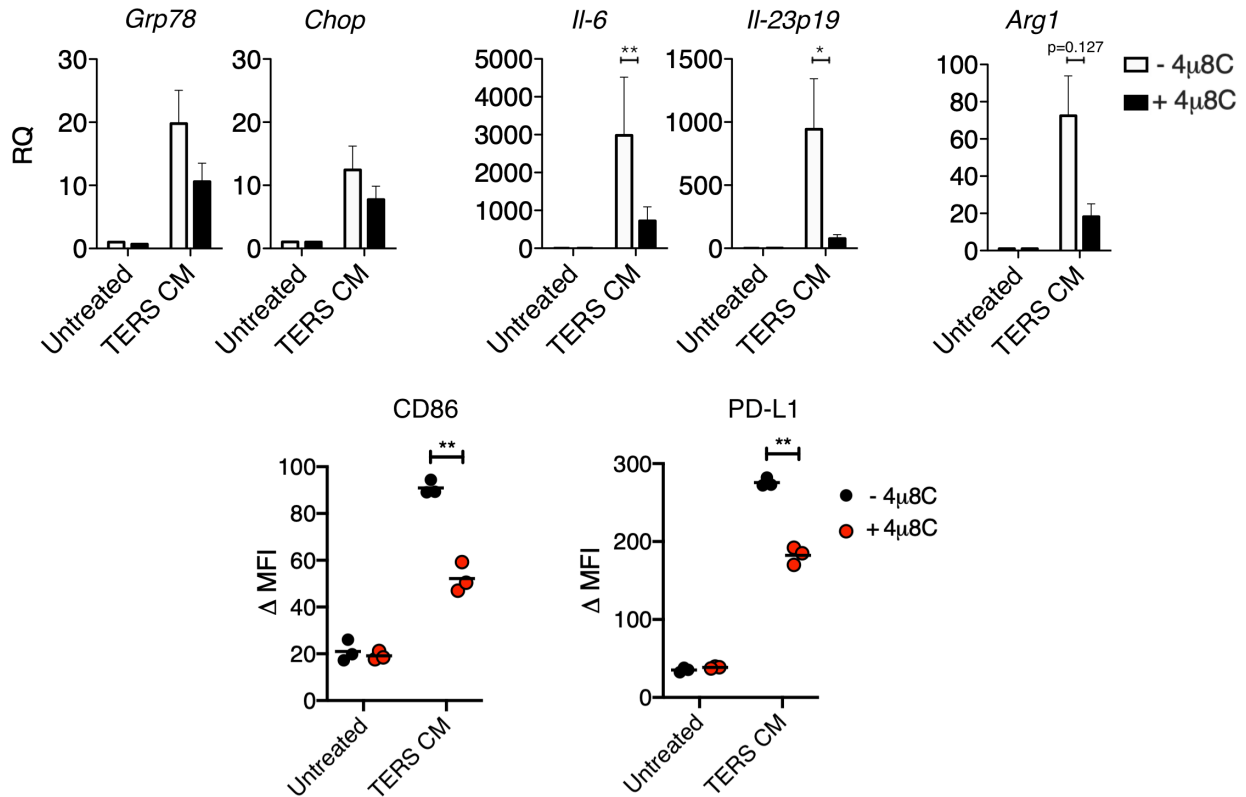 Grp78
Chop
Il-6
Il-23p19
Arg1
RQ
30
20
10
0
Untreated
TERS CM
30
20
10
0
Untreated
TERS CM
**
5000
4000
3000
2000
1000
0
Untreated
TERS CM
*
1500
1000
500
0
Untreated
TERS CM
p=0.127
100
80
60
40
20
0
Untreated
TERS CM
- 4µ8C
+ 4µ8C
CD86
**
Δ MFI
100
80
60
40
20
0
Untreated
TERS CM
PD-L1
**
Δ MFI
300
200
100
0
Untreated
TERS CM
- 4µ8C
+ 4µ8C